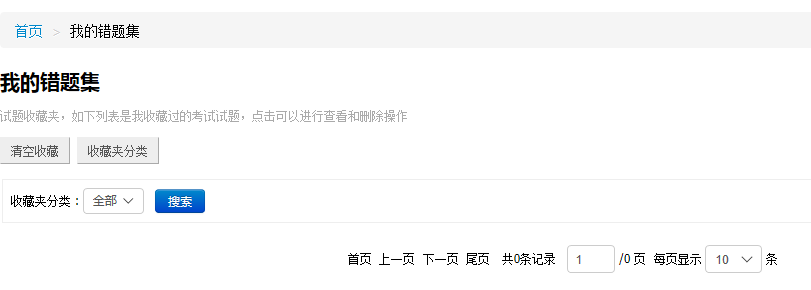 首页 > 我的错题集
我的错题集
试题收藏夹，如下列表是我收藏过的考试试题，点击可以进行查看和删除操作
清空收藏 收藏夹分类
收藏夹分类：全部 搜索
首页 上一页 下一页 尾页 共0条记录 1 /0 页 每页显示 10 条